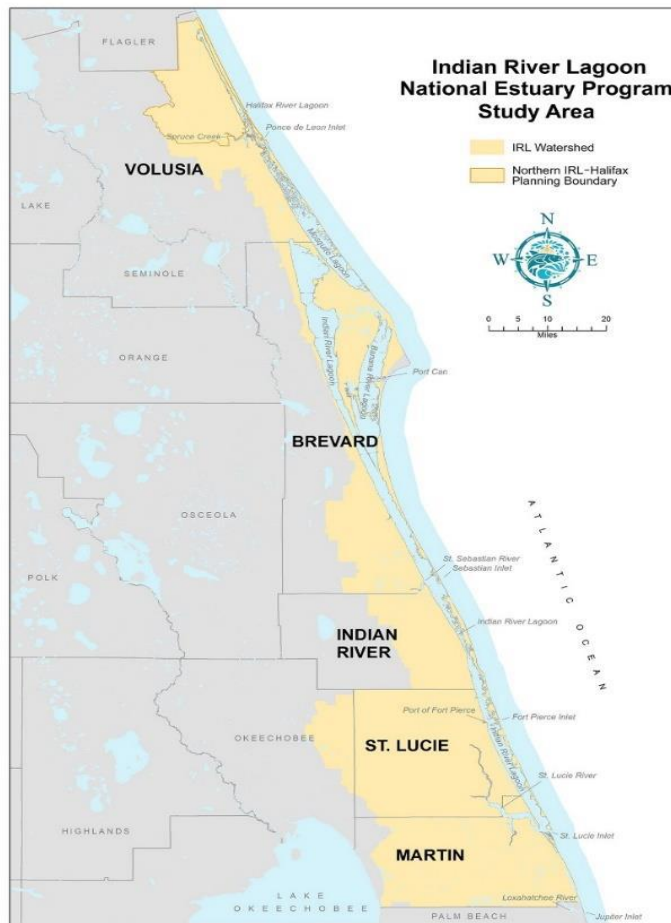 Indian River Lagoon
National Estuary Program
Study Area
IRL Watershed
Northern IRL-Halifax
Planning Boundary
N
W
E
S
0
5
10
20
Miles
FLAGLER
Halifax River Lagoon
Ponce de Leon Inlet
Spruce Creek
VOLUSIA
LAKE
Mosquito Lagoon
SEMINOLE
Indian River Lagoon
Banana River Lagoon
ORANGE
Port Can
BREVARD
OSCEOLA
ATLANTIC OCEAN
St. Sebastian River
Sebastian Inlet
POLK
Indian River Lagoon
INDIAN
RIVER
Port of Fort Pierce
Fort Pierce Inlet
OKEECHOBEE
ST. LUCIE
Indian River Lagoon
St. Lucie River
HIGHLANDS
St. Lucie Inlet
MARTIN
LAKE
OKEECHOBEE
Loxahatchee River
PALM BEACH
Jupiter Inlet